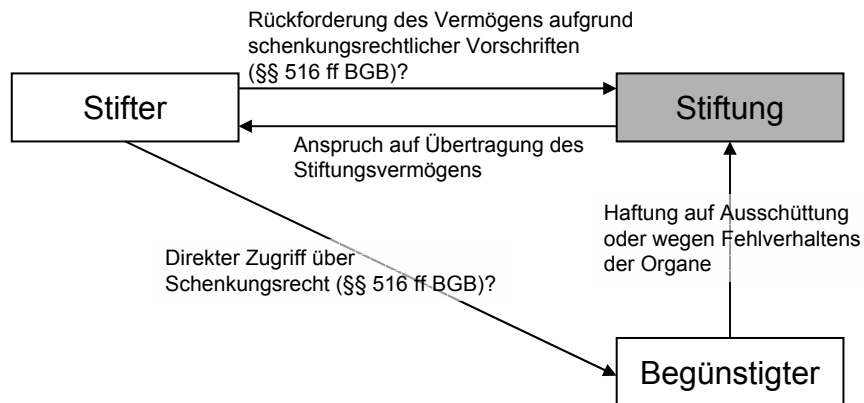 Rückforderung des Vermögens aufgrund
schenkungsrechtlicher Vorschriften
(§§ 516 ff BGB)?
Stifter
Stiftung
Anspruch auf Übertragung des
Stiftungsvermögens
Haftung auf Ausschüttung
oder wegen Fehlverhaltens
der Organe
Direkter Zugriff über
Schenkungsrecht (§§ 516 ff BGB)?
Begünstigter